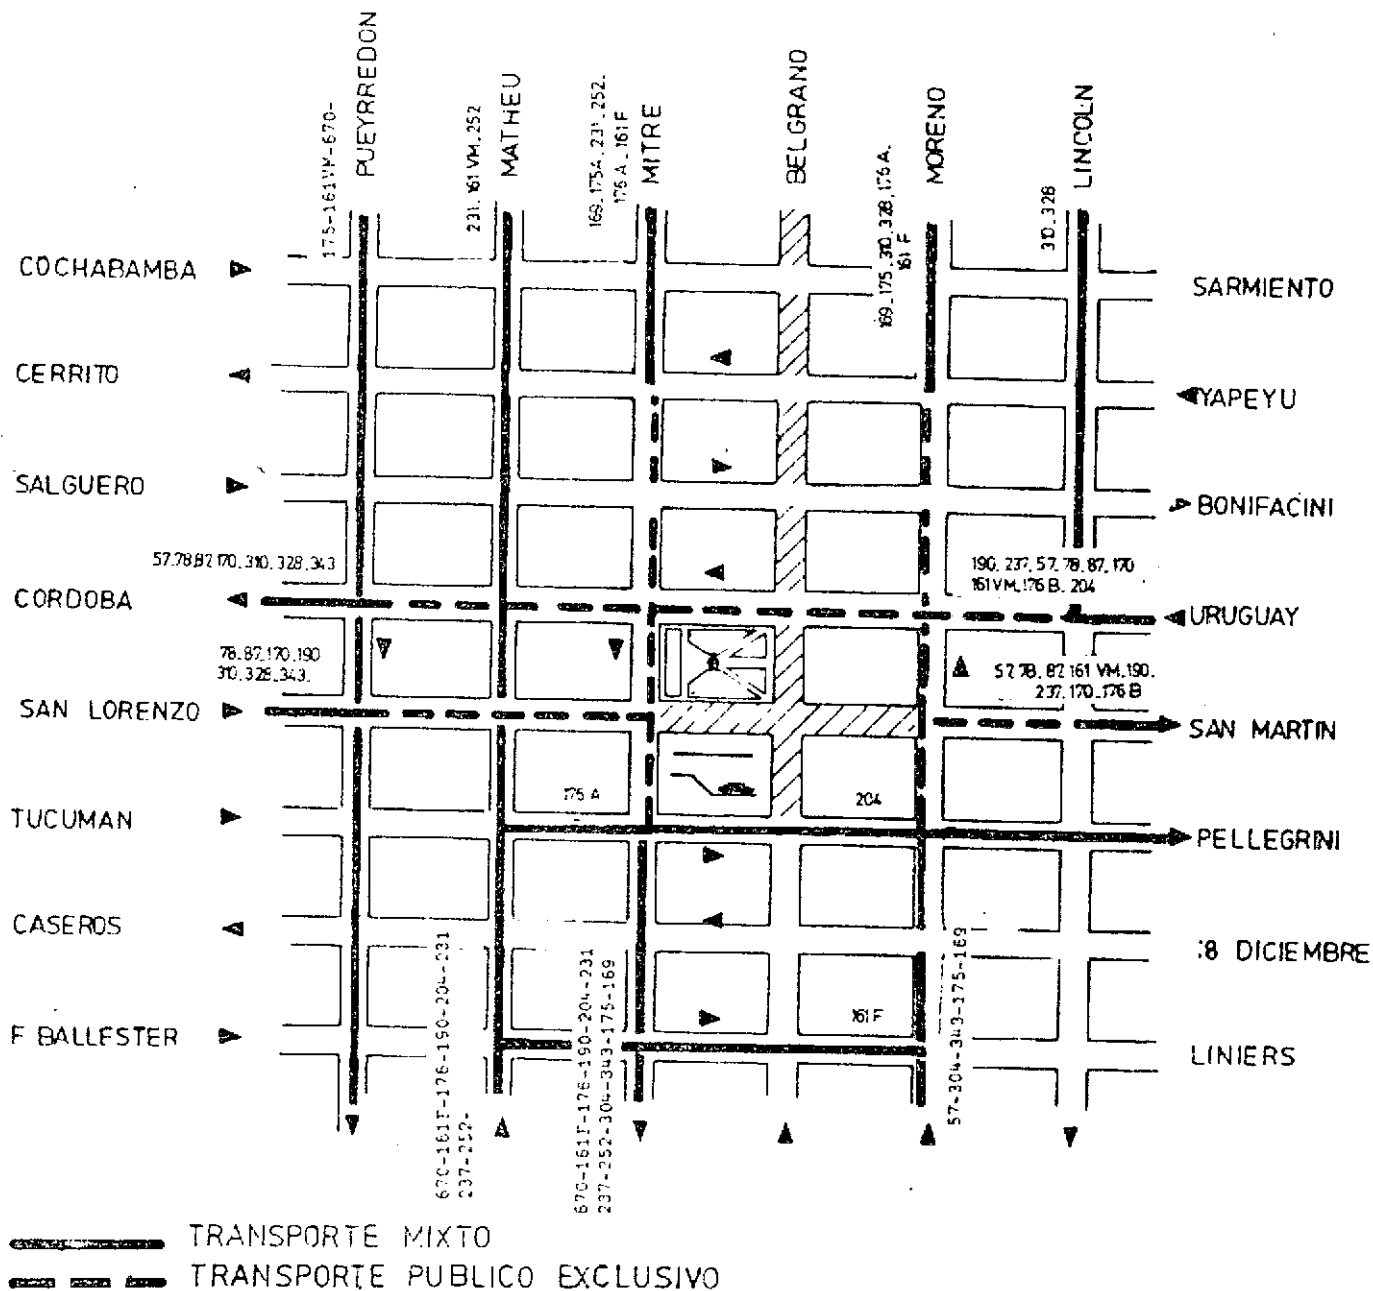 PUEYRREDON
MATHEU
MITRE
BELGRANO
MORENO
LINCOLN
175-161VM-670-
231.161 VM.252
169.175A.231.252.
176 A.161 F
169.175.310.328.176 A.
161 F
310.328
COCHABAMBA
SARMIENTO
CERRITO
YAPEYU
SALGUERO
BONIFACINI
57.78.87.170.310.328.343
190.237.57.78.87.170
161 VM.176 B.204
CORDOBA
URUGUAY
78.87.170.190
310.328.343.
57.78.87.161 VM.190.
237.170.176 B
SAN LORENZO
SAN MARTIN
175 A
204
TUCUMAN
PELLEGRINI
CASEROS
18 DICIEMBRE
F BALLESTER
161 F
LINIERS
670-161F-176-190-204-231
237-252-
670-161F-176-190-204-231
237-252-304-343-175-169
57-304-343-175-169
TRANSPORTE MIXTO
TRANSPORTE PUBLICO EXCLUSIVO